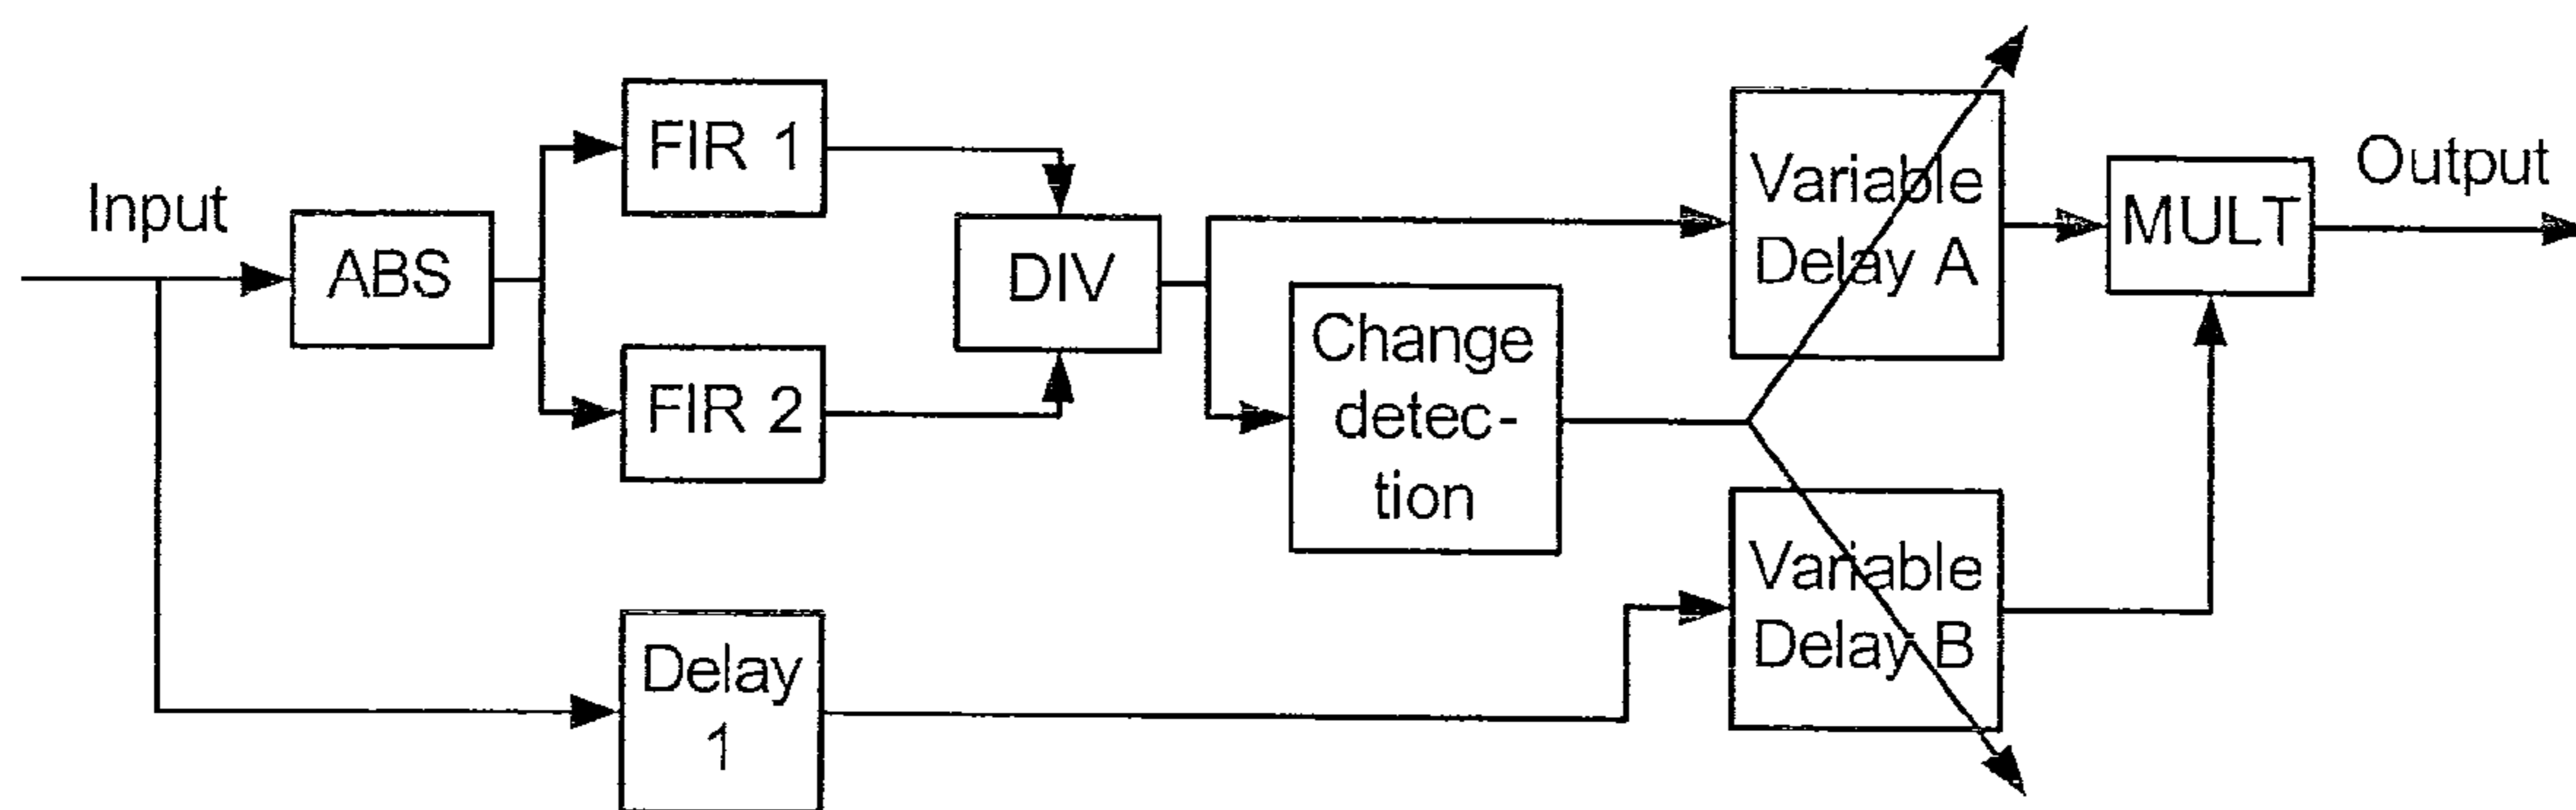 Input
ABS
FIR 1
FIR 2
DIV
Change
detec-
tion
Variable
Delay A
MULT
Output
Delay
1
Variable
Delay B